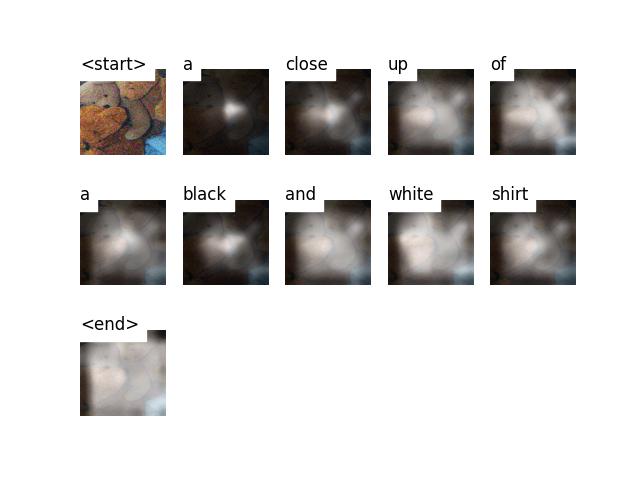 <start> a close up of
a black and white shirt
<end>